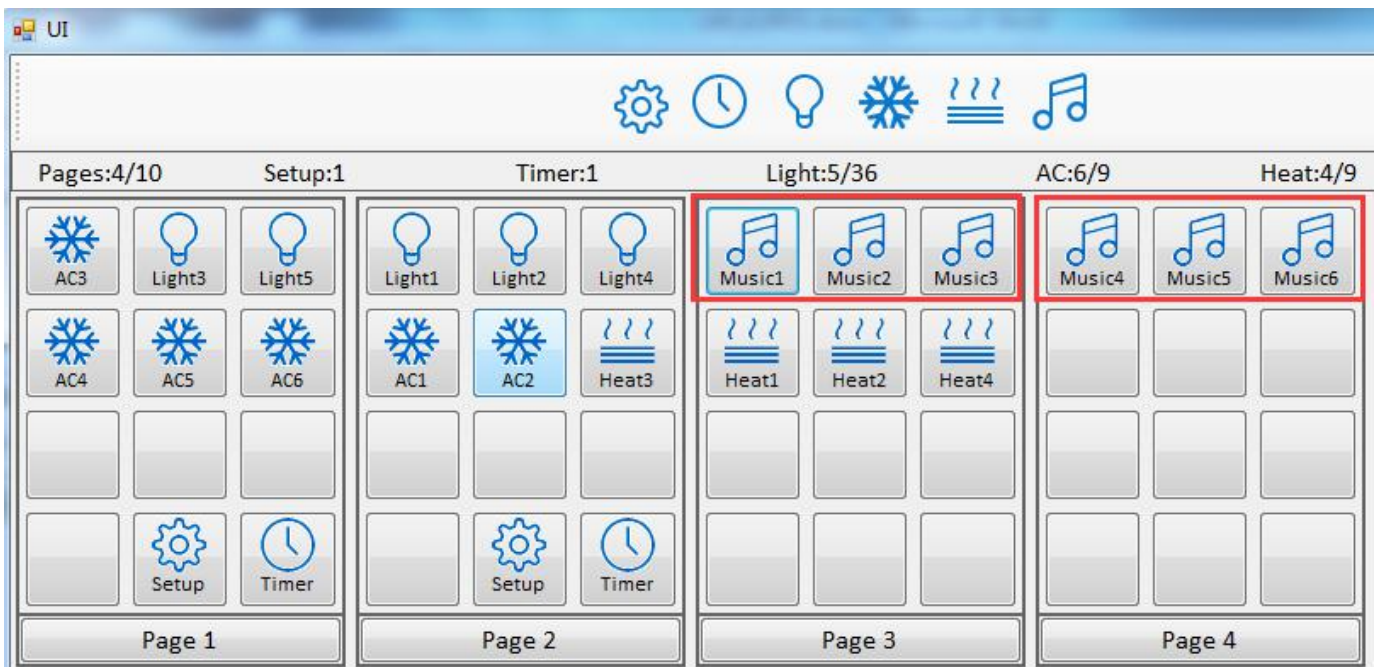 UI
Pages:4/10 Setup:1 Timer:1 Light:5/36 AC:6/9 Heat:4/9
AC3 Light3 Light5 Light1 Light2 Light4 Music1 Music2 Music3 Music4 Music5 Music6
AC4 AC5 AC6 AC1 AC2 Heat3 Heat1 Heat2 Heat4
Setup Timer Setup Timer
Page 1 Page 2 Page 3 Page 4